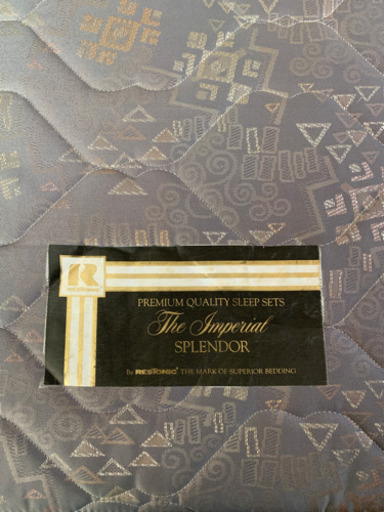 PREMIUM QUALITY SLEEP SETS
The Imperial
SPLENDOR
By RESTONIC® THE MARK OF SUPERIOR BEDDING